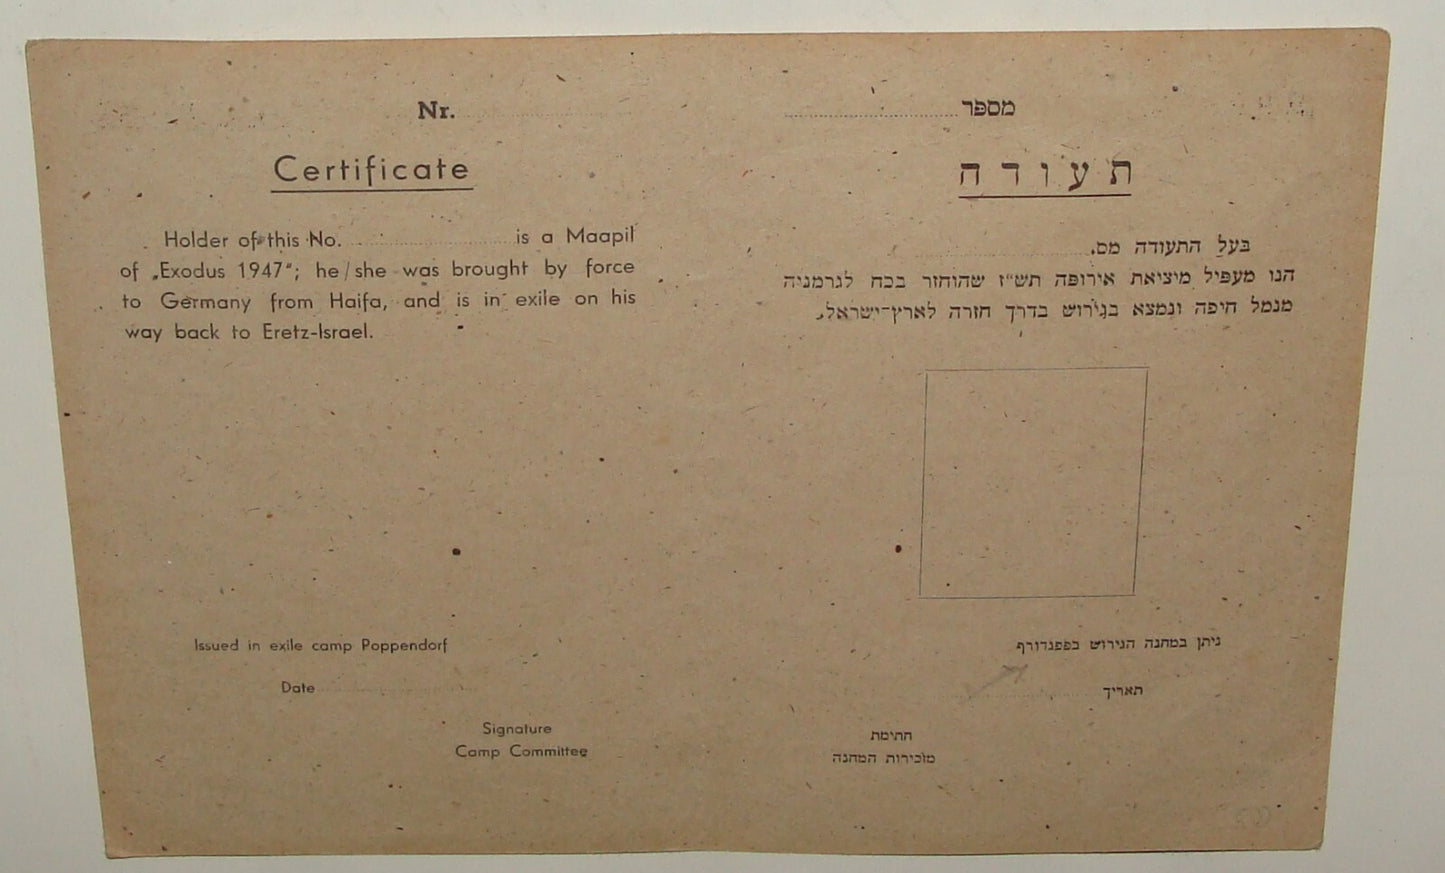 Nr.
Certificate
Holder of this No. is a Maapil
of „Exodus 1947“; he/she was brought by force
to Germany from Haifa, and is in exile on his
way back to Eretz-Israel.
Issued in exile camp Poppendorf
Date
Signature
Camp Committee
מספר
תעודה
בעל התעודה מס.
הנו מעפיל מיציאת אירופה תש״ז שהוחזר בכח לגרמניה
מנמל חיפה ונמצא בגירוש בדרך חזרה לארץ־ישראל.
ניתן במחנה הגירוש בפפנדורף
תאריך
חתימת
מזכירות המחנה